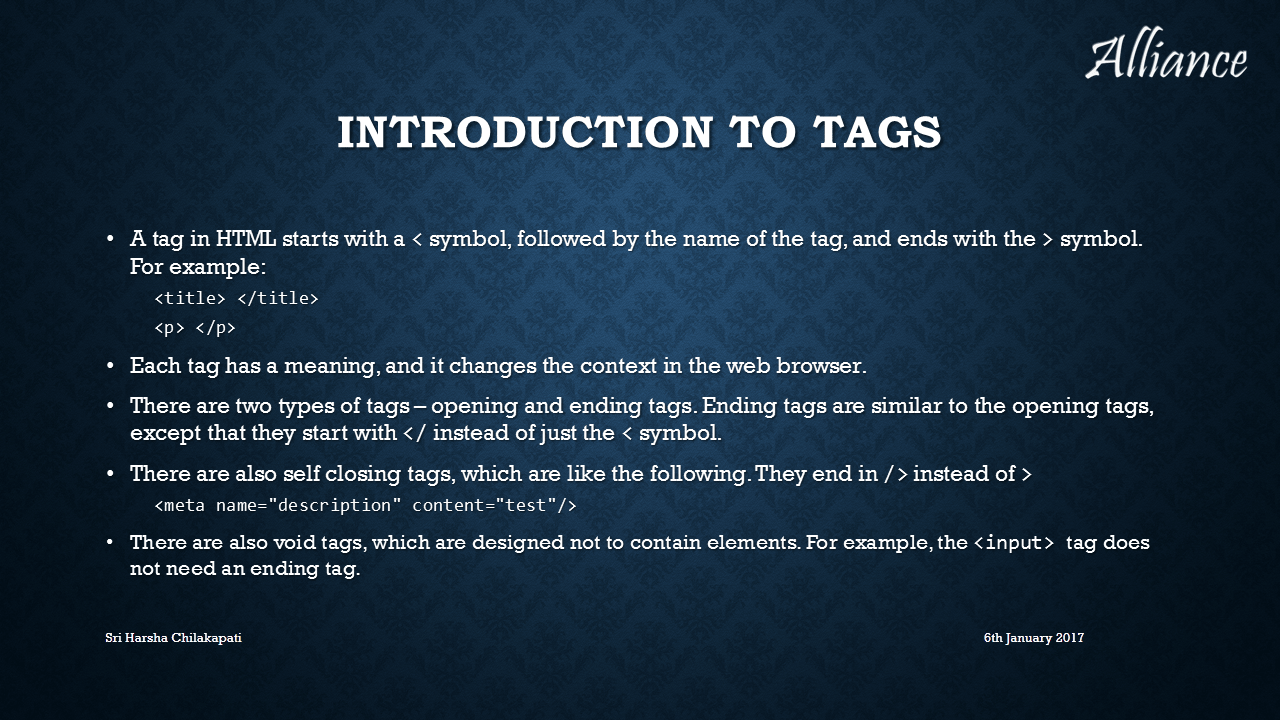 Alliance
INTRODUCTION TO TAGS
• A tag in HTML starts with a < symbol, followed by the name of the tag, and ends with the > symbol.
For example:
<title> </title>
<p> </p>
• Each tag has a meaning, and it changes the context in the web browser.
• There are two types of tags – opening and ending tags. Ending tags are similar to the opening tags,
except that they start with </ instead of just the < symbol.
• There are also self closing tags, which are like the following. They end in /> instead of >
<meta name="description" content="test"/>
• There are also void tags, which are designed not to contain elements. For example, the <input> tag does
not need an ending tag.
Sri Harsha Chilakapati
6th January 2017